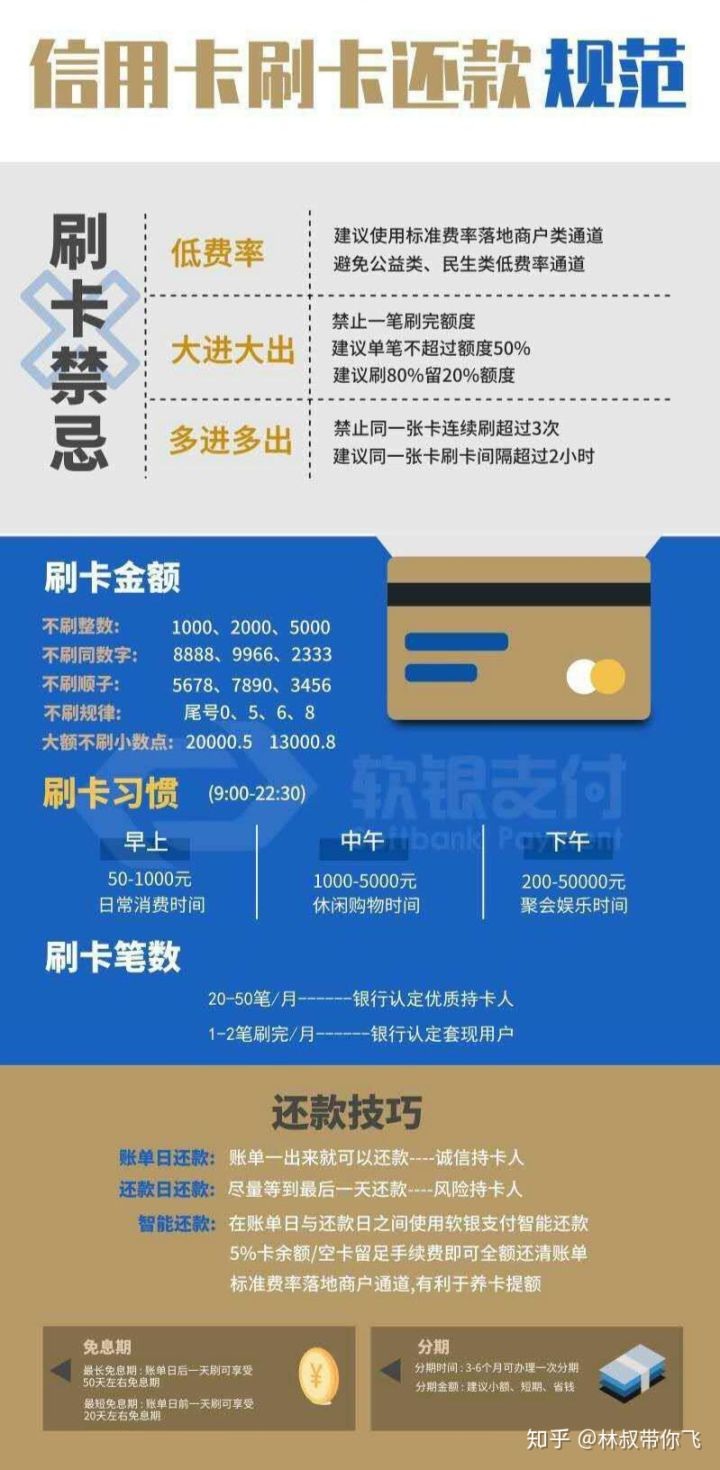 信用卡刷卡还款规范
刷卡禁忌
低费率
建议使用标准费率落地商户类通道
避免公益类、民生类低费率通道
大进大出
禁止一笔刷完额度
建议单笔不超过额度50%
建议刷80%留20%额度
多进多出
禁止同一张卡连续刷超过3次
建议同一张卡刷卡间隔超过2小时
刷卡金额
不刷整数: 1000、2000、5000
不刷同数字: 8888、9966、2333
不刷顺子: 5678、7890、3456
不刷规律: 尾号0、5、6、8
大额不刷小数点: 20000.5 13000.8
软银支付
Softbank Payment
刷卡习惯 (9:00-22:30)
早上
50-1000元
日常消费时间
中午
1000-5000元
休闲购物时间
下午
200-50000元
聚会娱乐时间
刷卡笔数
20-50笔/月------银行认定优质持卡人
1-2笔刷完/月------银行认定套现用户
还款技巧
账单日还款: 账单一出来就可以还款----诚信持卡人
还款日还款: 尽量等到最后一天还款----风险持卡人
智能还款: 在账单日与还款日之间使用软银支付智能还款
5%卡余额/空卡留足手续费即可全额还清账单
标准费率落地商户通道,有利于养卡提额
免息期
最长免息期:账单日后一天刷可享受
50天左右免息期
最短免息期:账单日前一天刷可享受
20天左右免息期
分期
分期时间:3-6个月可办理一次分期
分期金额:建议小额、短期、省钱
知乎 @林叔带你飞